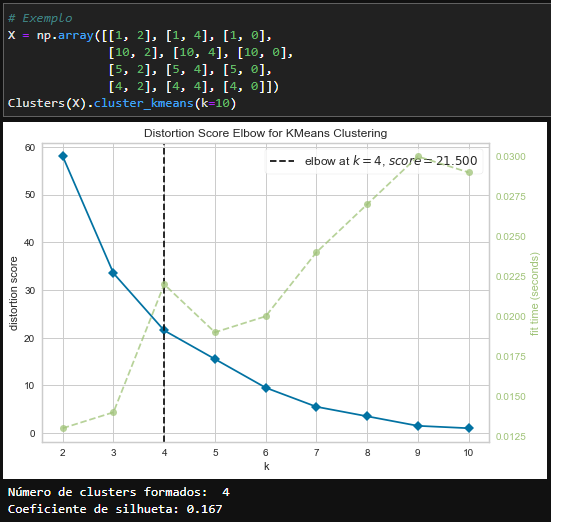 # Exemplo
X = np.array([[1, 2], [1, 4], [1, 0],
[10, 2], [10, 4], [10, 0],
[5, 2], [5, 4], [5, 0],
[4, 2], [4, 4], [4, 0]])
Clusters(X).cluster_kmeans(k=10)
Distortion Score Elbow for KMeans Clustering
elbow at k = 4, score = 21.500
distortion score
60
50
40
30
20
10
0
2 3 4 5 6 7 8 9 10
k
0.0300
0.0275
0.0250
0.0225
0.0200
0.0175
0.0150
0.0125
fit time (seconds)
Número de clusters formados:  4
Coeficiente de silhueta: 0.167